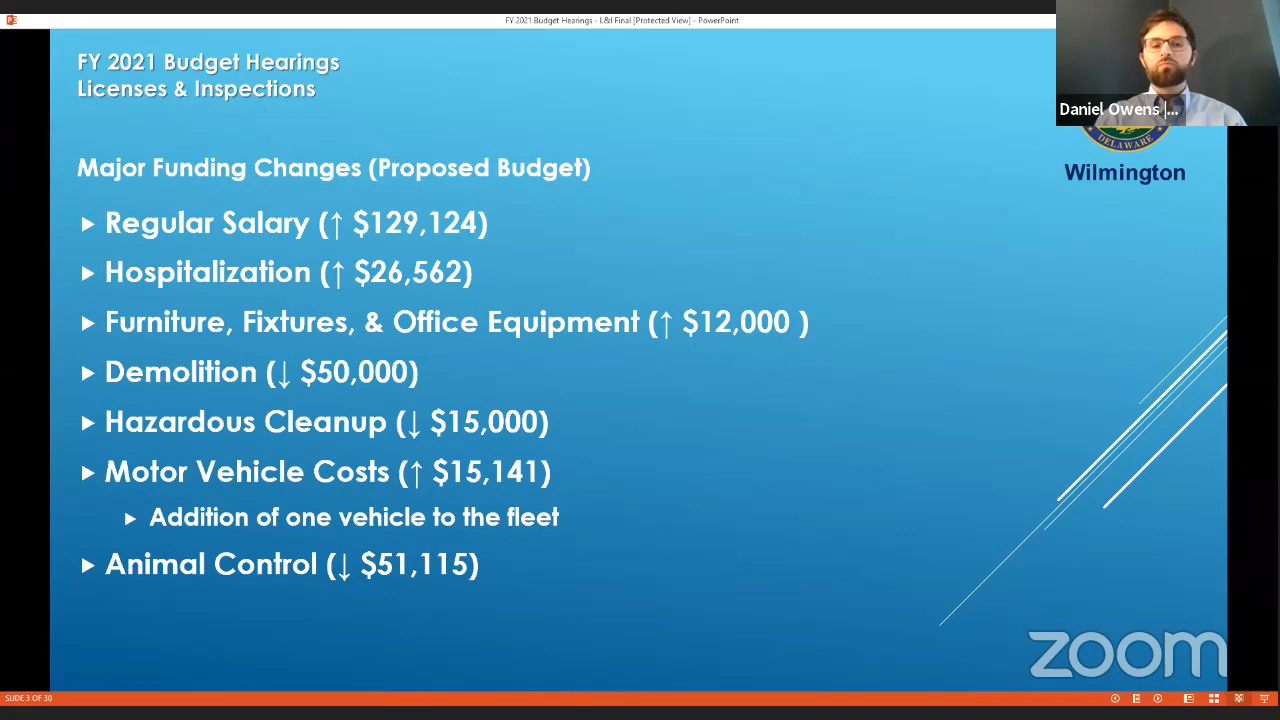 FY 2021 Budget Hearings - L&I Final [Protected View] - PowerPoint
FY 2021 Budget Hearings
Licenses & Inspections
Daniel Owens |...
DELAWARE
Wilmington
Major Funding Changes (Proposed Budget)
Regular Salary (↑ $129,124)
Hospitalization (↑ $26,562)
Furniture, Fixtures, & Office Equipment (↑ $12,000 )
Demolition (↓ $50,000)
Hazardous Cleanup (↓ $15,000)
Motor Vehicle Costs (↑ $15,141)
Addition of one vehicle to the fleet
Animal Control (↓ $51,115)
zoom
SLIDE 3 OF 30